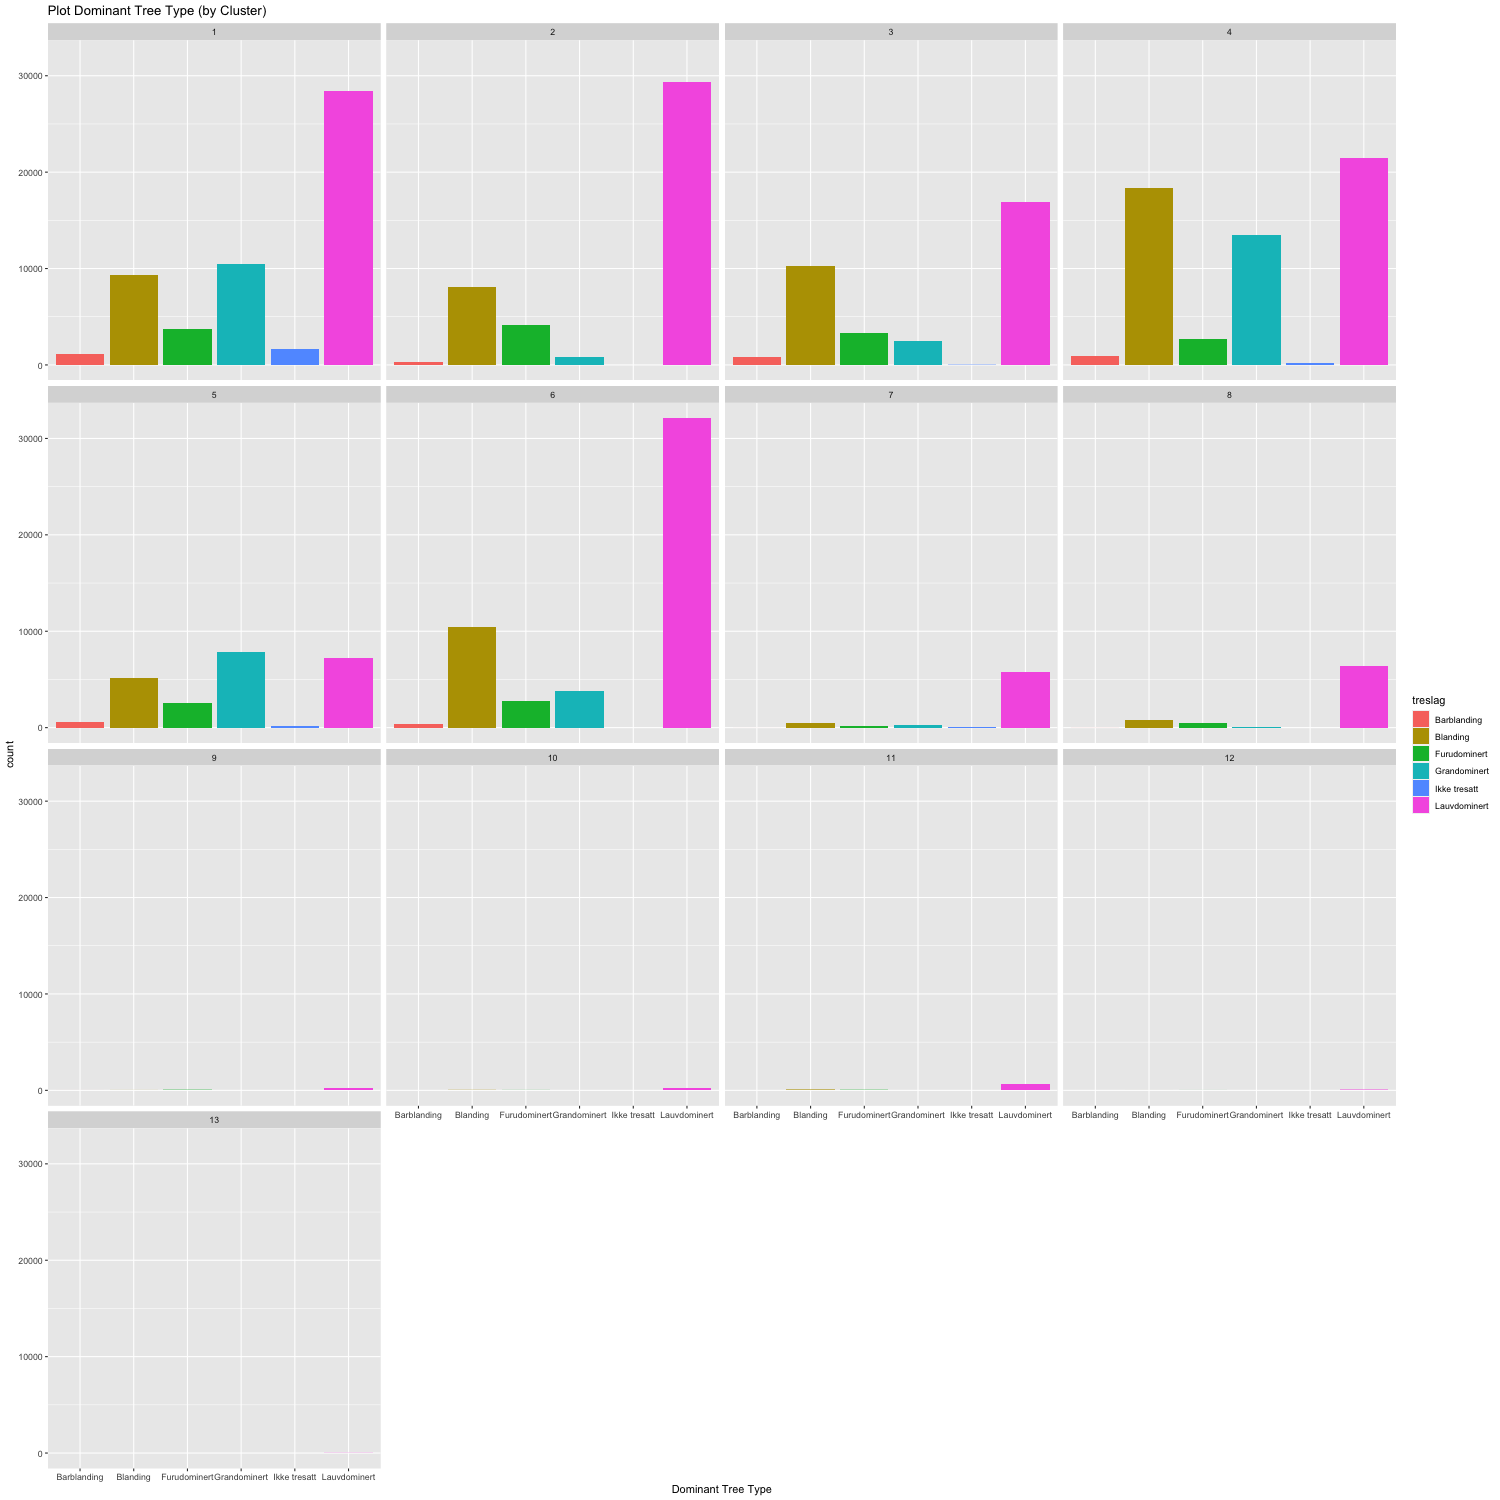 Plot Dominant Tree Type (by Cluster)
1 2 3 4
30000
20000
10000
0
5 6 7 8
30000
20000
10000
0
9 10 11 12
30000
20000
10000
0
Barblanding Blanding Furudominert Grandominert Ikke tresatt Lauvdominert Barblanding Blanding Furudominert Grandominert Ikke tresatt Lauvdominert Barblanding Blanding Furudominert Grandominert Ikke tresatt Lauvdominert
13
30000
20000
10000
0
Barblanding Blanding Furudominert Grandominert Ikke tresatt Lauvdominert
Dominant Tree Type
count
treslag
Barblanding
Blanding
Furudominert
Grandominert
Ikke tresatt
Lauvdominert